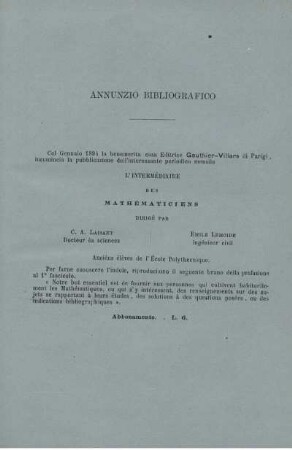 ANNUNZIO BIBLIOGRAFICO
Col Gennaio 1894 la benemerita casa Editrice Gauthier-Villars di Parigi,
la pubblicazione dell'interessante periodico mensile
L'INTERMÉDIAIRE
DES
MATHÉMATICIENS
DIRIGÉ PAR
C. A. LAISANT
Docteur ès sciences
EMILE LEMOINE
Ingénieur civil
Anciens élèves de l'École Polytechnique.
Per farne conoscere l'indole, riproduciamo il seguente brano della prefazione
al 1° fascicolo.
« Notre but essentiel est de fournir aux personnes qui cultivent habituelle-
ment les Mathématiques, ou qui s'y intéressent, des renseignements sur des su-
jets se rapportant à leurs études, des solutions à des questions posées, ou des
indications bibliographiques ».
Abbonamento. . L. 6.